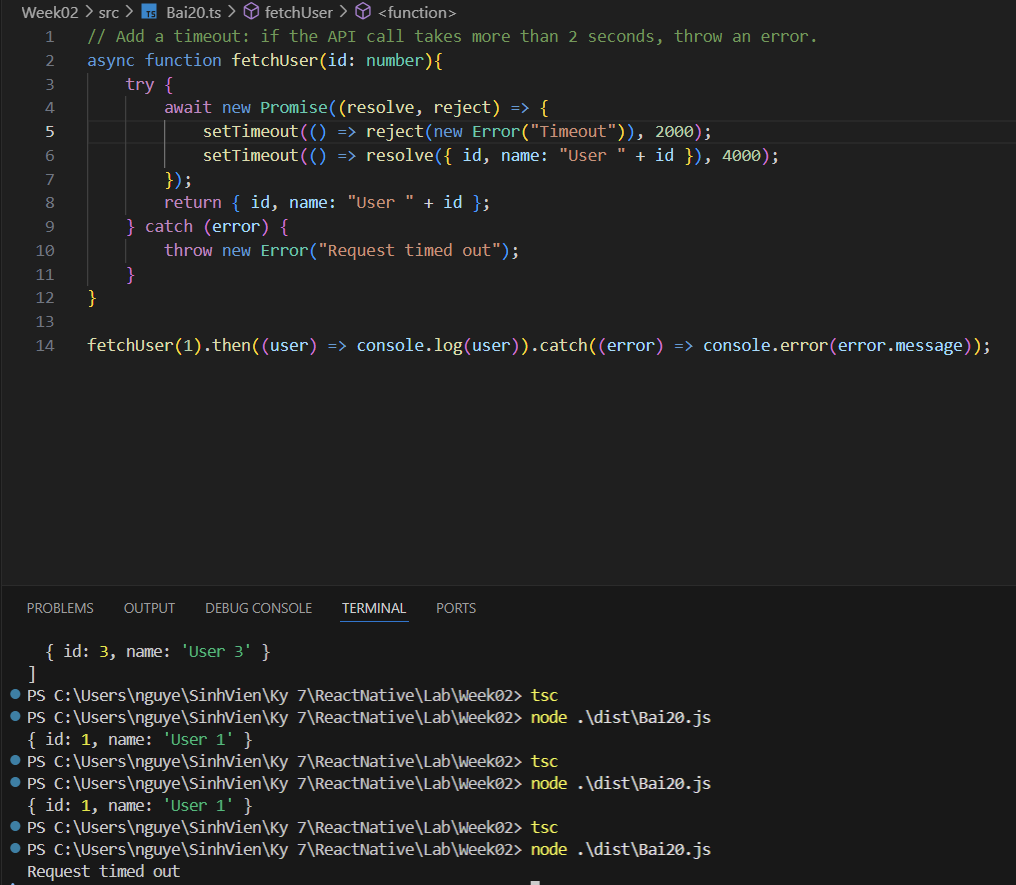 Week02 > src > TS Bai20.ts > fetchUser > <function>
1 // Add a timeout: if the API call takes more than 2 seconds, throw an error.
2 async function fetchUser(id: number){
3     try {
4         await new Promise((resolve, reject) => {
5             setTimeout(() => reject(new Error("Timeout")), 2000);
6             setTimeout(() => resolve({ id, name: "User " + id }), 4000);
7         });
8         return { id, name: "User " + id };
9     } catch (error) {
10         throw new Error("Request timed out");
11     }
12 }
13
14 fetchUser(1).then((user) => console.log(user)).catch((error) => console.error(error.message));
PROBLEMS OUTPUT DEBUG CONSOLE TERMINAL PORTS
  { id: 3, name: 'User 3' }
]
PS C:\Users\nguye\SinhVien\Ky 7\ReactNative\Lab\Week02> tsc
PS C:\Users\nguye\SinhVien\Ky 7\ReactNative\Lab\Week02> node .\dist\Bai20.js
{ id: 1, name: 'User 1' }
PS C:\Users\nguye\SinhVien\Ky 7\ReactNative\Lab\Week02> tsc
PS C:\Users\nguye\SinhVien\Ky 7\ReactNative\Lab\Week02> node .\dist\Bai20.js
{ id: 1, name: 'User 1' }
PS C:\Users\nguye\SinhVien\Ky 7\ReactNative\Lab\Week02> tsc
PS C:\Users\nguye\SinhVien\Ky 7\ReactNative\Lab\Week02> node .\dist\Bai20.js
Request timed out